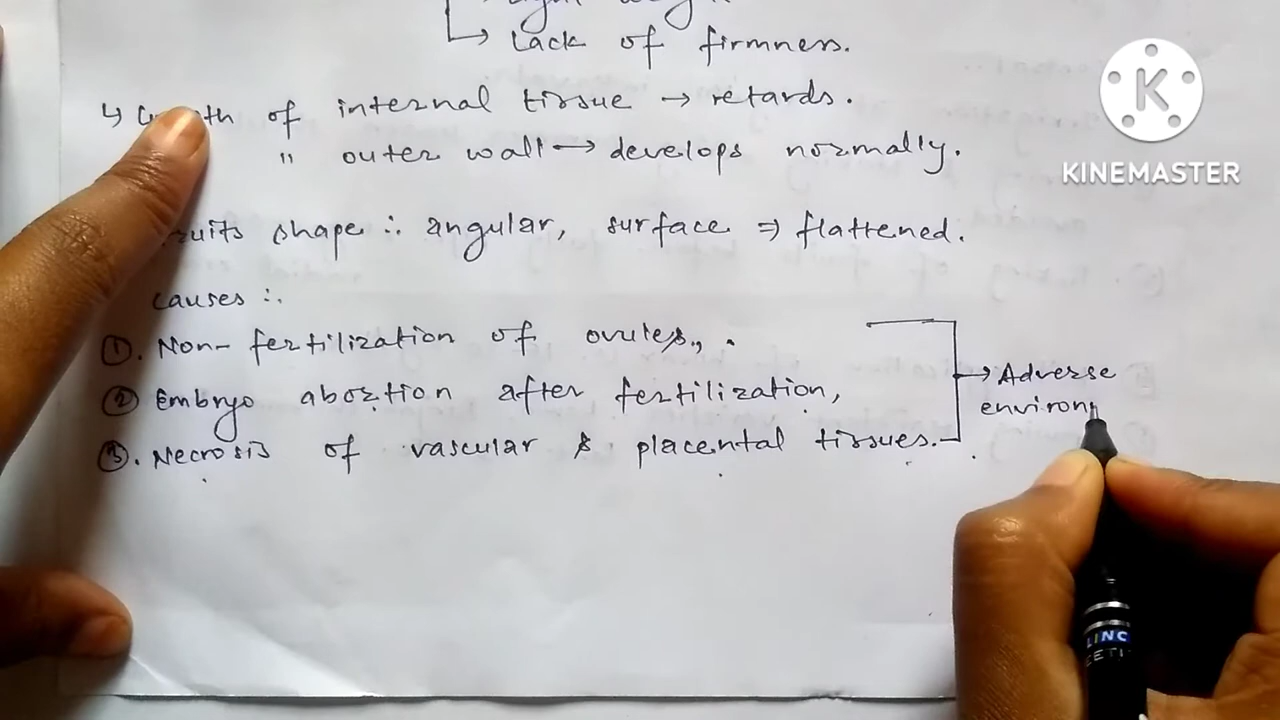 ↳ Lack of firmness.
↳ of internal tissue → retards.
" outer wall → develops normally.
shape :. angular, surface ⇒ flattened.
causes :.
①. Non-fertilization of ovules,.
② Embryo abortion after fertilization,
③. Necrosis of vascular & placental tissues.
→ Adverse
environ
K
KINEMASTER
LINC